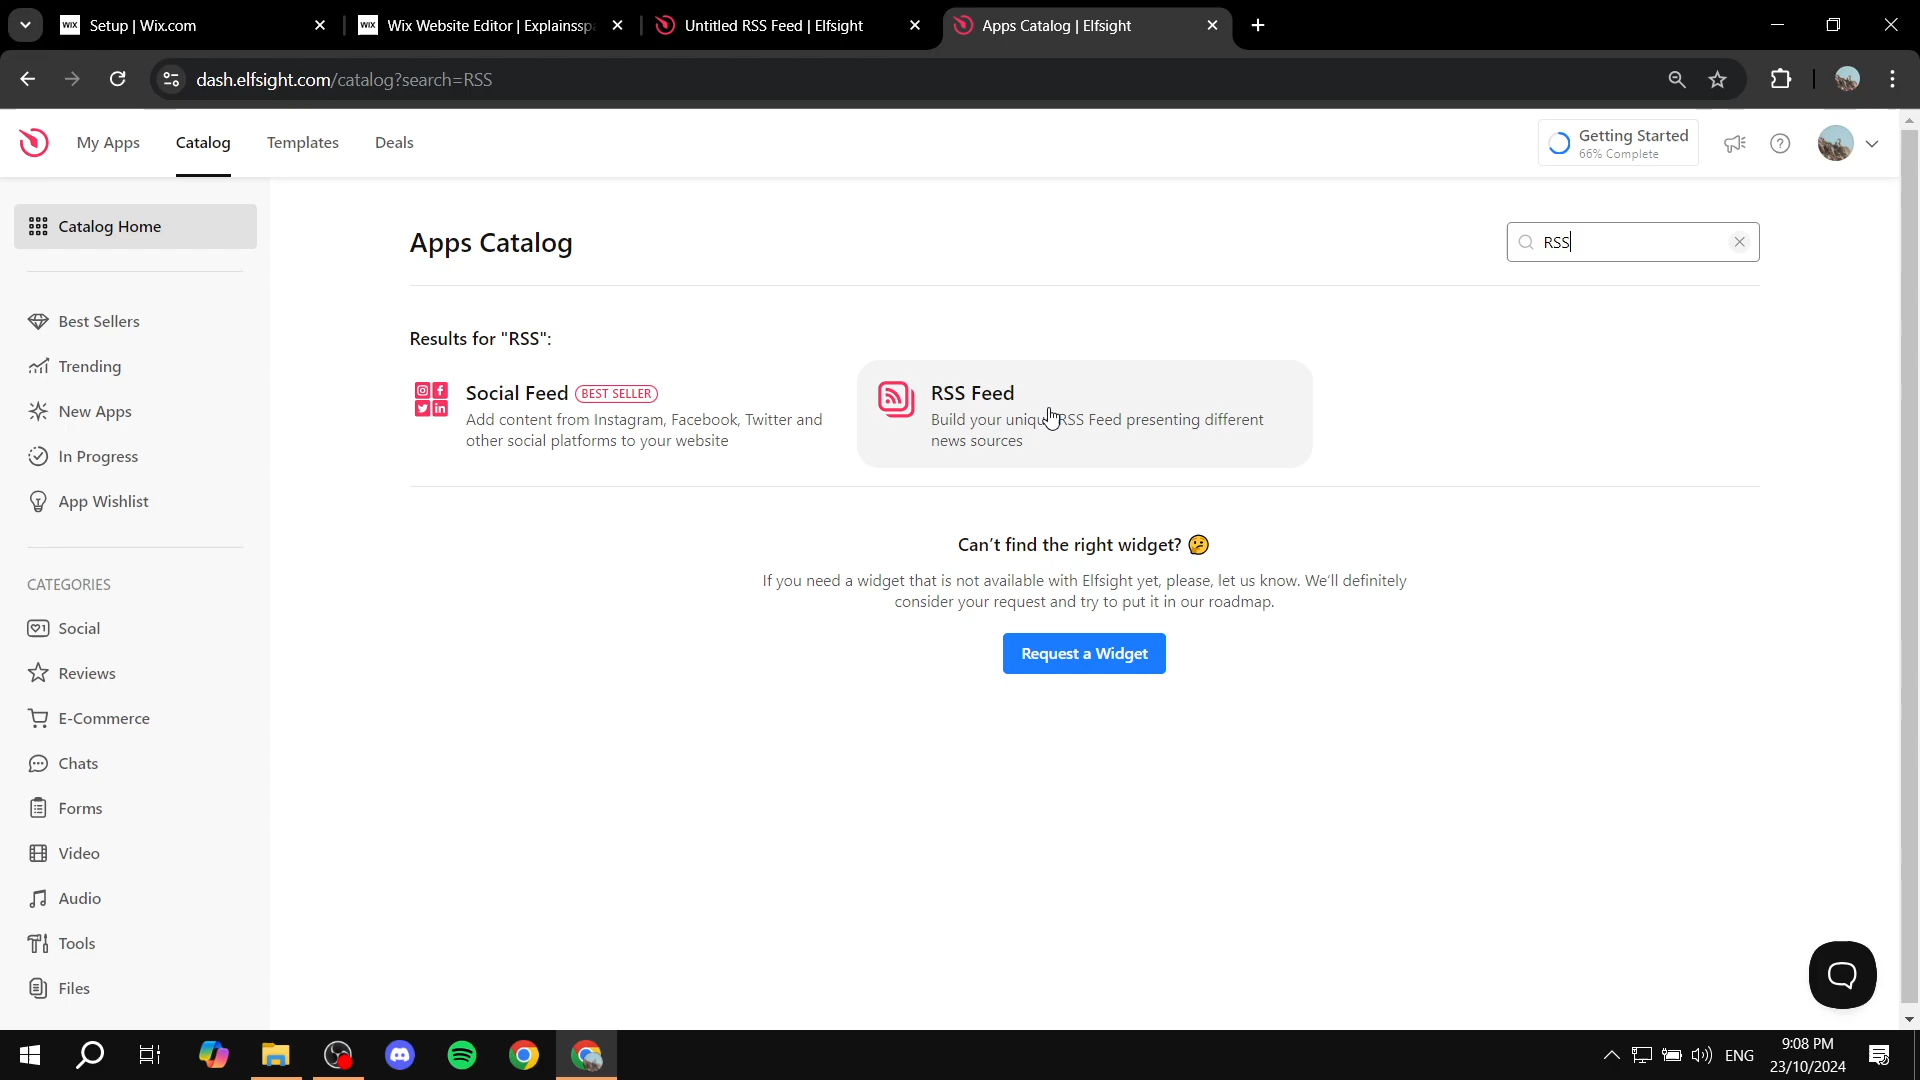 WIX Setup | Wix.com
WIX Wix Website Editor | Explainssp
Untitled RSS Feed | Elfsight
Apps Catalog | Elfsight
dash.elfsight.com/catalog?search=RSS
My Apps
Catalog
Templates
Deals
Getting Started
66% Complete
Catalog Home
Best Sellers
Trending
New Apps
In Progress
App Wishlist
CATEGORIES
Social
Reviews
E-Commerce
Chats
Forms
Video
Audio
Tools
Files
Apps Catalog
RSS
Results for "RSS":
Social Feed BEST SELLER
Add content from Instagram, Facebook, Twitter and
other social platforms to your website
RSS Feed
Build your unique RSS Feed presenting different
news sources
Can't find the right widget? 🤔
If you need a widget that is not available with Elfsight yet, please, let us know. We'll definitely
consider your request and try to put it in our roadmap.
Request a Widget
ENG
9:08 PM
23/10/2024